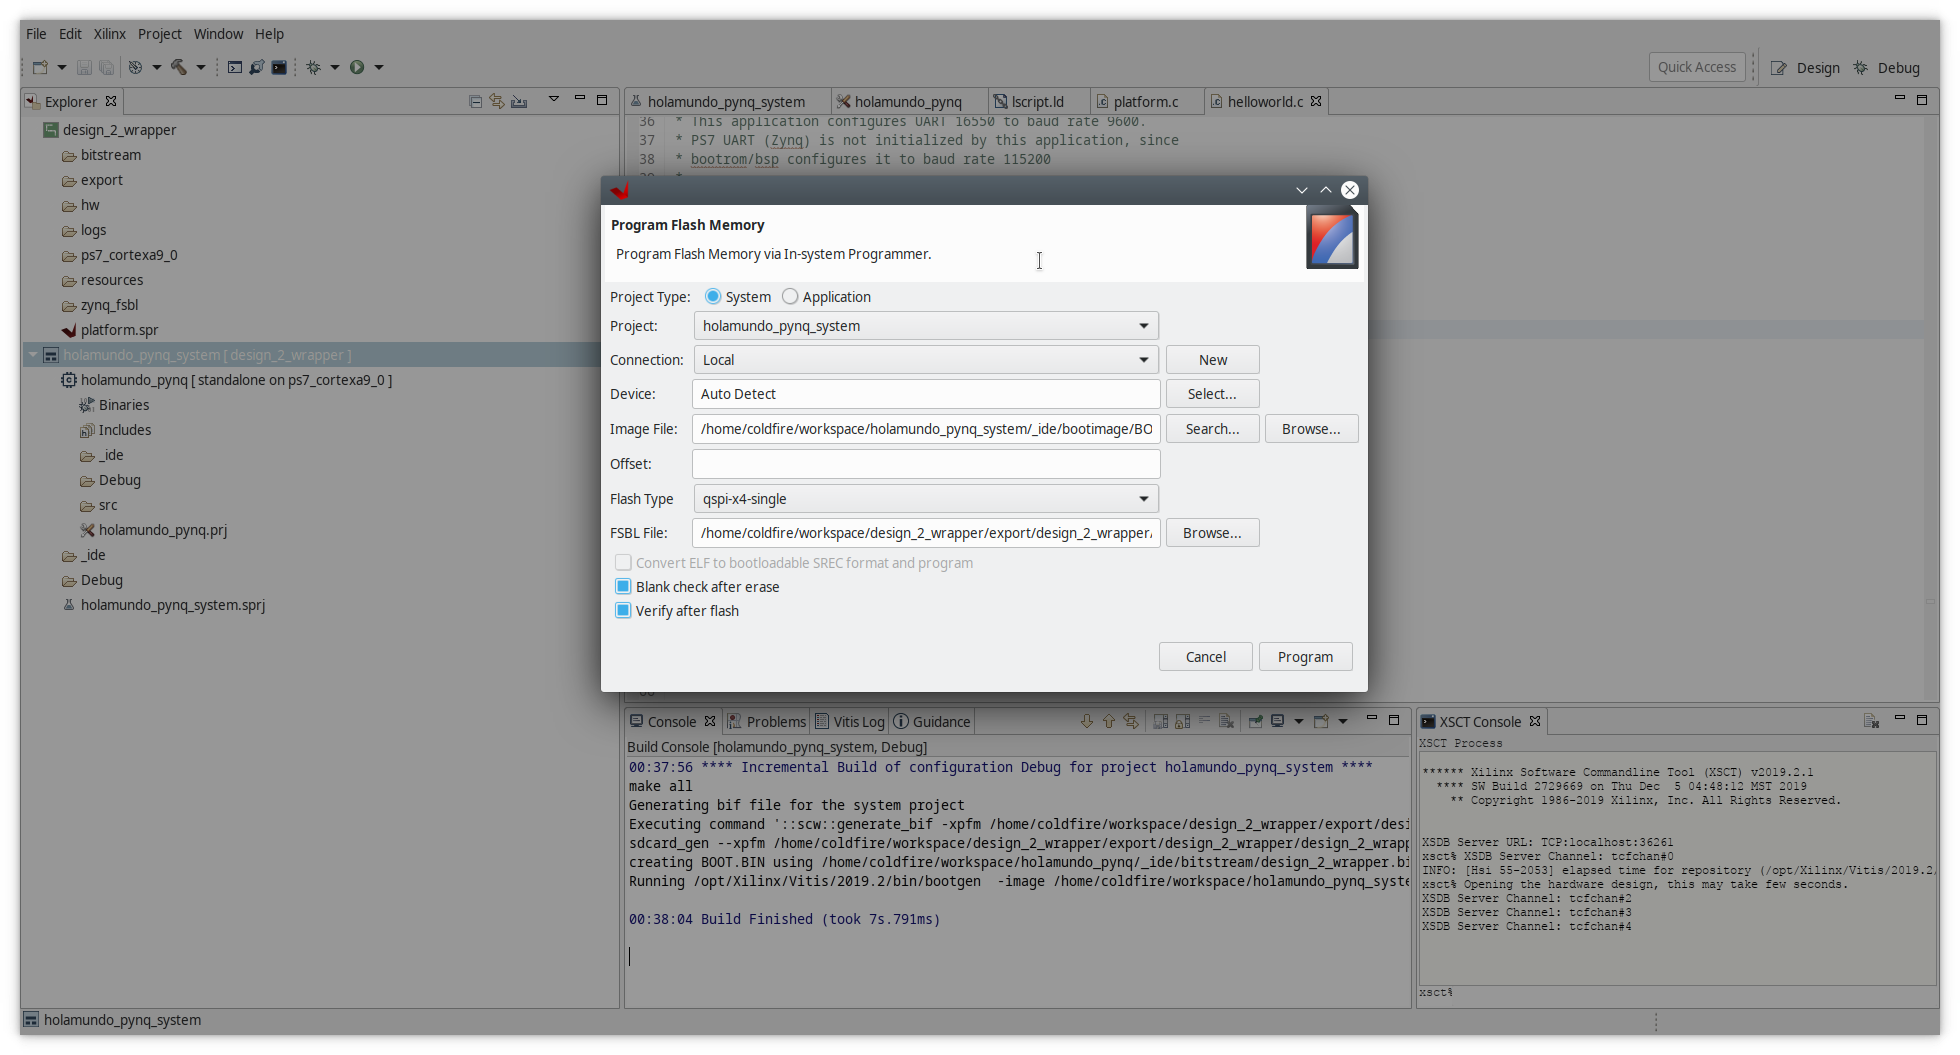 File Edit Xilinx Project Window Help
Quick Access
Design
Debug
Explorer
design_2_wrapper
bitstream
export
hw
logs
ps7_cortexa9_0
resources
zynq_fsbl
platform.spr
holamundo_pynq_system [ design_2_wrapper ]
holamundo_pynq [ standalone on ps7_cortexa9_0 ]
Binaries
Includes
_ide
Debug
src
holamundo_pynq.prj
_ide
Debug
holamundo_pynq_system.sprj
holamundo_pynq_system
holamundo_pynq
lscript.ld
platform.c
helloworld.c
36 * This application configures UART 16550 to baud rate 9600.
37 * PS7 UART (Zynq) is not initialized by this application, since
38 * bootrom/bsp configures it to baud rate 115200
Program Flash Memory
Program Flash Memory via In-system Programmer.
Project Type: System Application
Project: holamundo_pynq_system
Connection: Local New
Device: Auto Detect Select...
Image File: /home/coldfire/workspace/holamundo_pynq_system/_ide/bootimage/BO Search... Browse...
Offset:
Flash Type qspi-x4-single
FSBL File: /home/coldfire/workspace/design_2_wrapper/export/design_2_wrapper/ Browse...
Convert ELF to bootloadable SREC format and program
Blank check after erase
Verify after flash
Cancel Program
Console Problems Vitis Log Guidance
Build Console [holamundo_pynq_system, Debug]
00:37:56 **** Incremental Build of configuration Debug for project holamundo_pynq_system ****
make all
Generating bif file for the system project
Executing command '::scw::generate_bif -xpfm /home/coldfire/workspace/design_2_wrapper/export/desi
sdcard_gen --xpfm /home/coldfire/workspace/design_2_wrapper/export/design_2_wrapper/design_2_wrapp
creating BOOT.BIN using /home/coldfire/workspace/holamundo_pynq/_ide/bitstream/design_2_wrapper.bi
Running /opt/Xilinx/Vitis/2019.2/bin/bootgen -image /home/coldfire/workspace/holamundo_pynq_syste
00:38:04 Build Finished (took 7s.791ms)
XSCT Console
XSCT Process
****** Xilinx Software Commandline Tool (XSCT) v2019.2.1
**** SW Build 2729669 on Thu Dec 5 04:48:12 MST 2019
** Copyright 1986-2019 Xilinx, Inc. All Rights Reserved.
XSDB Server URL: TCP:localhost:36261
xsct% XSDB Server Channel: tcfchan#0
INFO: [Hsi 55-2053] elapsed time for repository (/opt/Xilinx/Vitis/2019.2/
xsct% Opening the hardware design, this may take few seconds.
XSDB Server Channel: tcfchan#2
XSDB Server Channel: tcfchan#3
XSDB Server Channel: tcfchan#4
xsct%
holamundo_pynq_system